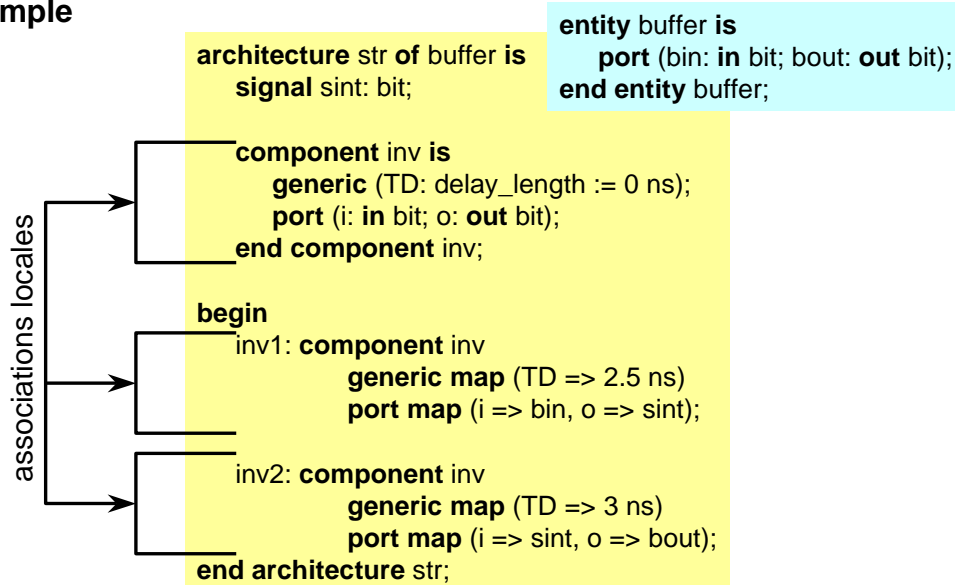 mple
entity buffer is
port (bin: in bit; bout: out bit);
end entity buffer;
architecture str of buffer is
signal sint: bit;
component inv is
generic (TD: delay_length := 0 ns);
port (i: in bit; o: out bit);
end component inv;
associations locales
begin
inv1: component inv
generic map (TD => 2.5 ns)
port map (i => bin, o => sint);
inv2: component inv
generic map (TD => 3 ns)
port map (i => sint, o => bout);
end architecture str;